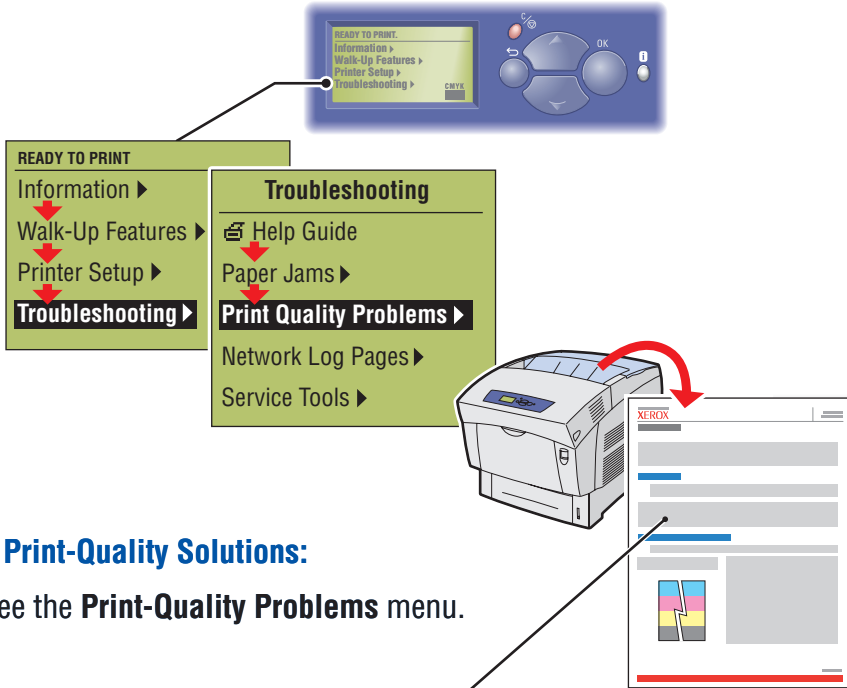 READY TO PRINT.
Information
Walk-Up Features
Printer Setup
Troubleshooting
CMYK
C/
OK
i
READY TO PRINT
Information
Walk-Up Features
Printer Setup
Troubleshooting
Troubleshooting
Help Guide
Paper Jams
Print Quality Problems
Network Log Pages
Service Tools
XEROX
Print-Quality Solutions:
ee the Print-Quality Problems menu.